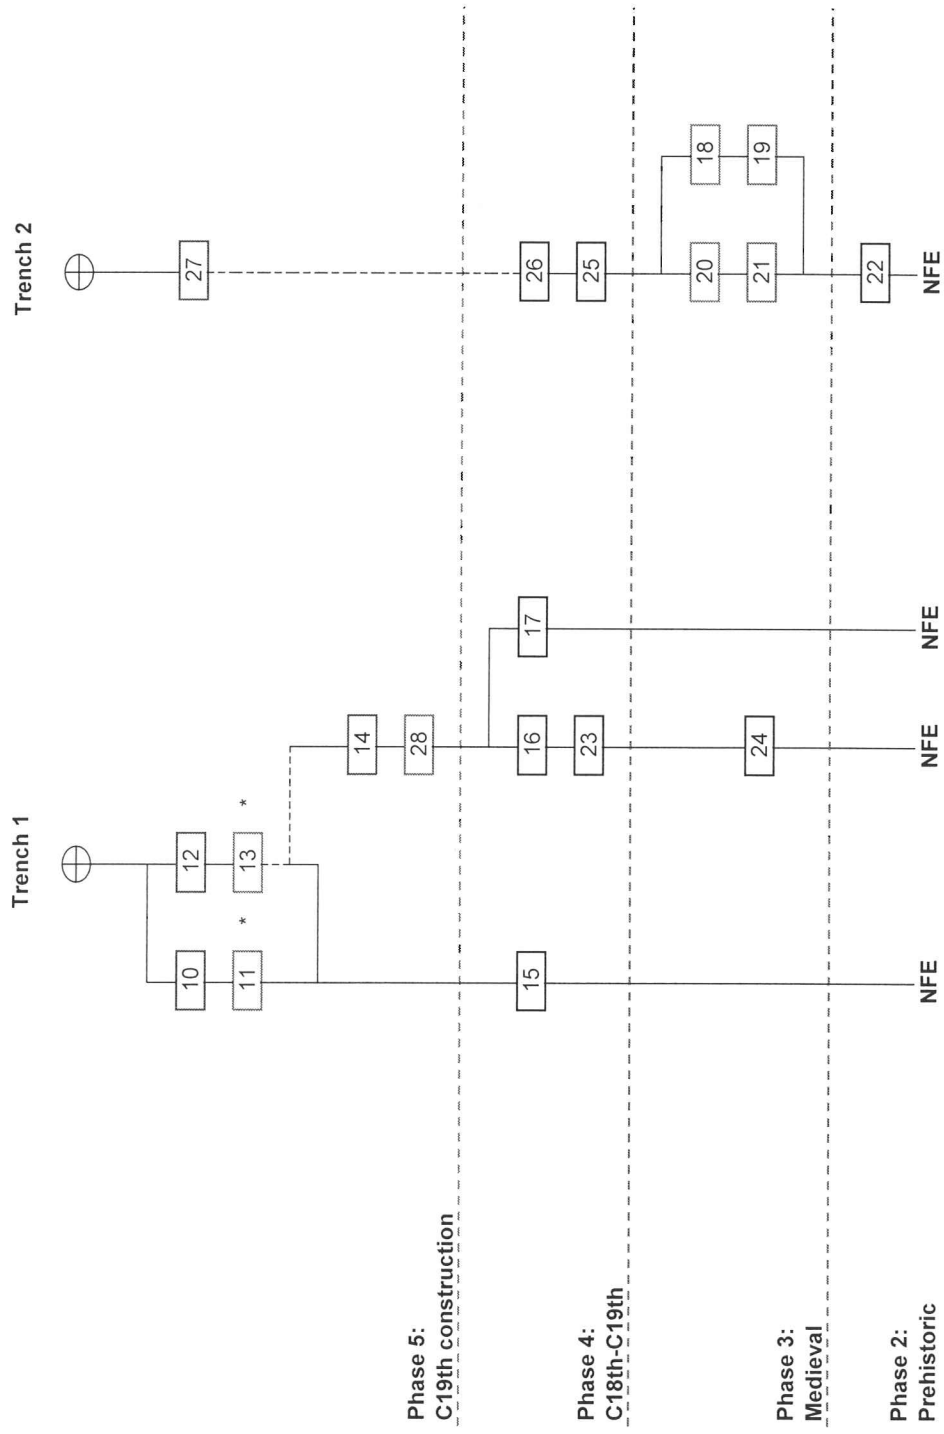 Trench 1
Trench 2
10
12
27
11
*
13
*
14
28
Phase 5:
C19th construction
15
16
17
26
23
25
Phase 4:
C18th-C19th
20
18
24
21
19
Phase 3:
Medieval
22
Phase 2:
Prehistoric
NFE
NFE
NFE
NFE